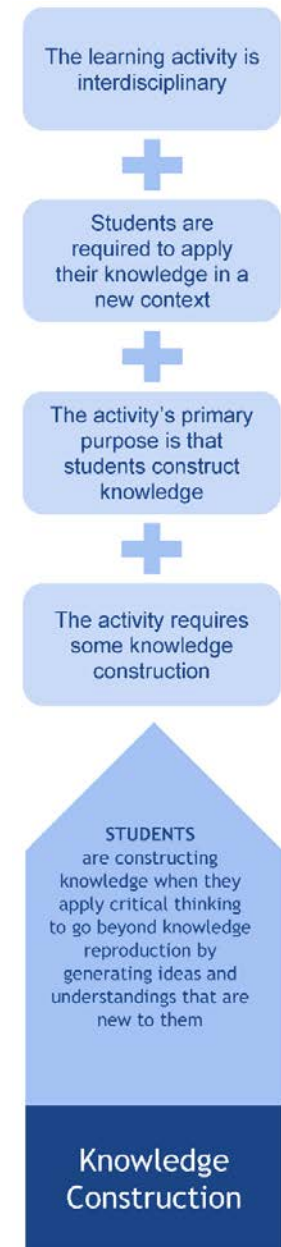 The learning activity is
interdisciplinary
Students are
required to apply
their knowledge in a
new context
The activity's primary
purpose is that
students construct
knowledge
The activity requires
some knowledge
construction
STUDENTS
are constructing
knowledge when they
apply critical thinking
to go beyond knowledge
reproduction by
generating ideas and
understandings that are
new to them
Knowledge
Construction